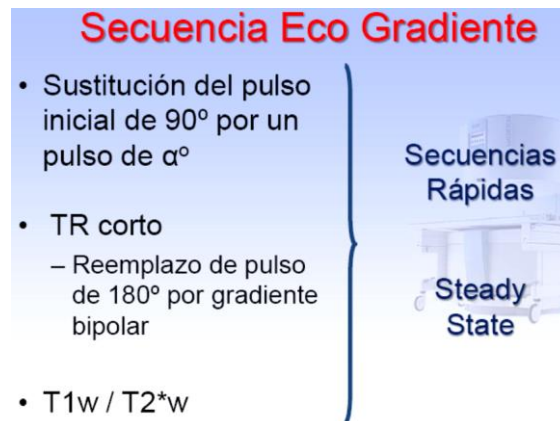 Secuencia Eco Gradiente
• Sustitución del pulso
inicial de 90º por un
pulso de αº
• TR corto
– Reemplazo de pulso
de 180º por gradiente
bipolar
• T1w / T2*w
Secuencias
Rápidas
Steady
State